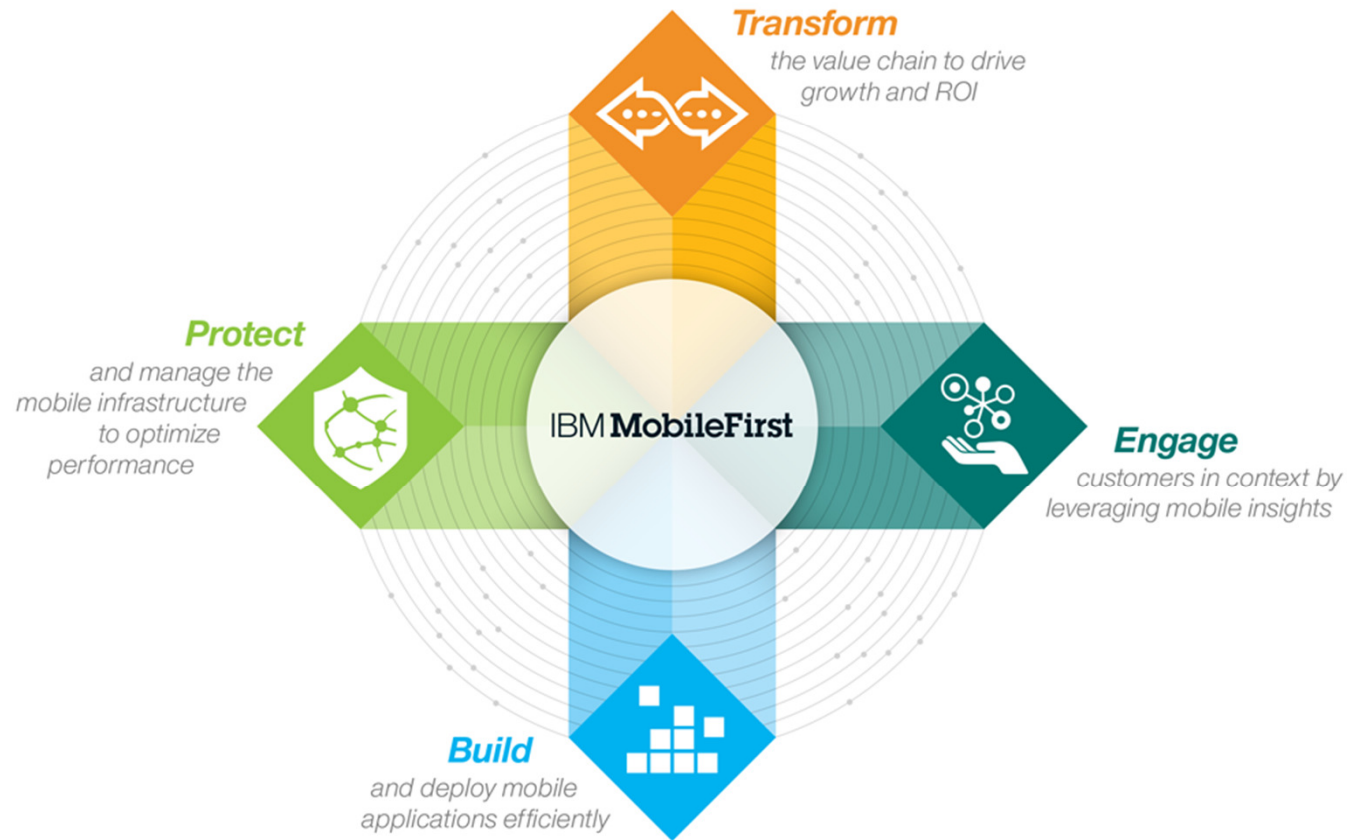 Transform
the value chain to drive
growth and ROI
Protect
and manage the
mobile infrastructure
to optimize
performance
IBM MobileFirst
Engage
customers in context by
leveraging mobile insights
Build
and deploy mobile
applications efficiently